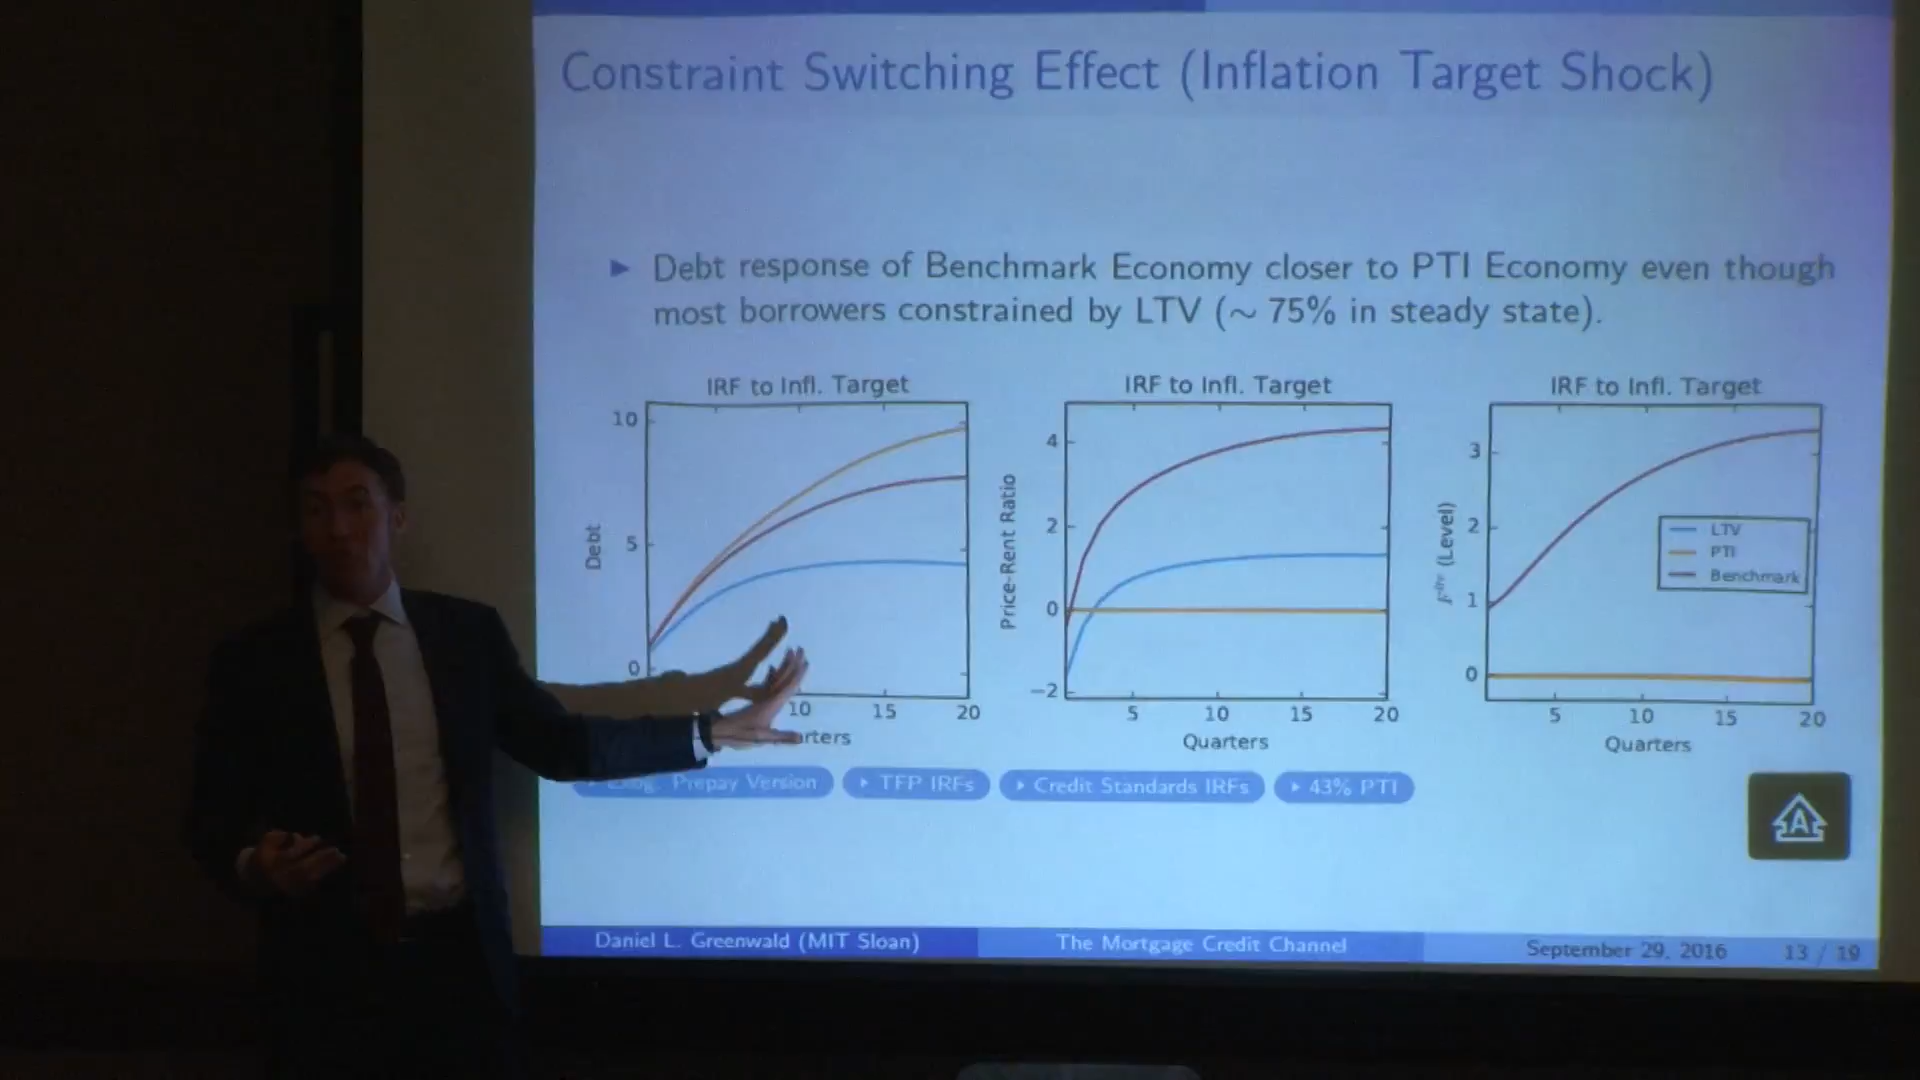 Constraint Switching Effect (Inflation Target Shock)
Debt response of Benchmark Economy closer to PTI Economy even though
most borrowers constrained by LTV (∼ 75% in steady state).
IRF to Infl. Target
10
5
0
Debt
10 15 20
IRF to Infl. Target
4
2
0
−2
Price-Rent Ratio
5 10 15 20
Quarters
IRF to Infl. Target
3
2
1
0
(Level)
LTV
PTI
Benchmark
5 10 15 20
Quarters
Prepay Version
TFP IRFs
Credit Standards IRFs
43% PTI
A
Daniel L. Greenwald (MIT Sloan)
The Mortgage Credit Channel
September 29, 2016
13 / 19